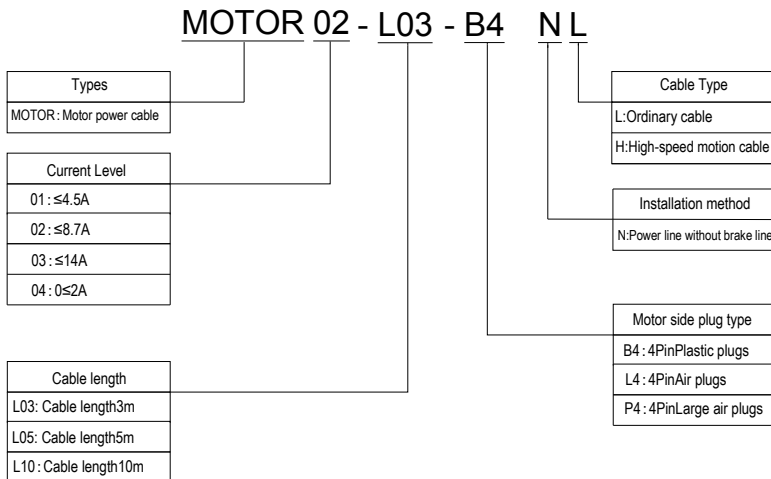 MOTOR 02 - L03 - B4 N L
Types
MOTOR: Motor power cable
Current Level
01: ≤4.5A
02: ≤8.7A
03: ≤14A
04: 0≤2A
Cable length
L03: Cable length3m
L05: Cable length5m
L10: Cable length10m
Cable Type
L:Ordinary cable
H:High-speed motion cable
Installation method
N:Power line without brake line
Motor side plug type
B4: 4PinPlastic plugs
L4: 4PinAir plugs
P4: 4PinLarge air plugs